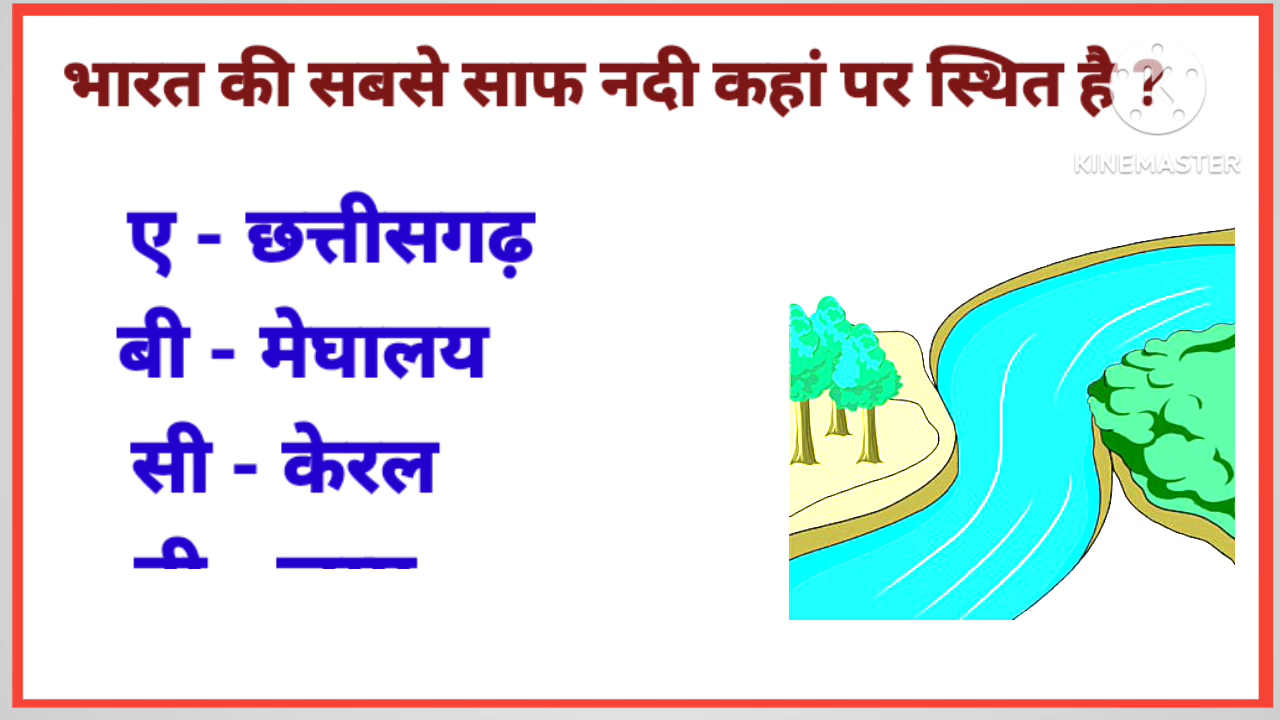 भारत की सबसे साफ नदी कहां पर स्थित है ?
KINEMASTER
ए - छत्तीसगढ़
बी - मेघालय
सी - केरल